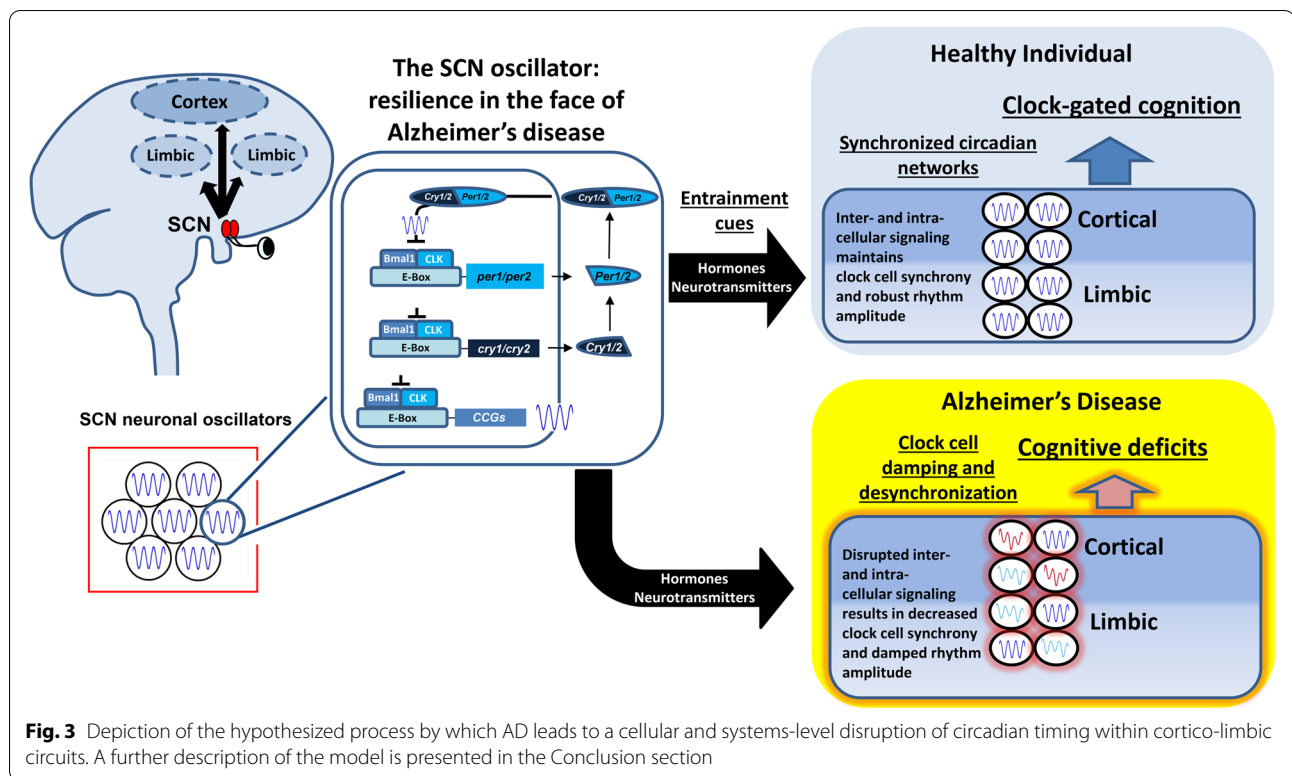 Cortex
Limbic
Limbic
SCN
SCN neuronal oscillators
The SCN oscillator:
resilience in the face of
Alzheimer's disease
Cry1/2 Per1/2
Cry1/2 Per1/2
Bmal1 CLK
E-Box
per1/per2
Per1/2
Bmal1 CLK
E-Box
cry1/cry2
Cry1/2
Bmal1 CLK
E-Box
CCGs
Entrainment
cues
Hormones
Neurotransmitters
Hormones
Neurotransmitters
Healthy Individual
Clock-gated cognition
Synchronized circadian
networks
Inter- and intra-
cellular signaling
maintains
clock cell synchrony
and robust rhythm
amplitude
Cortical
Limbic
Alzheimer's Disease
Clock cell
damping and
desynchronization
Cognitive deficits
Disrupted inter-
and intra-
cellular signaling
results in decreased
clock cell synchrony
and damped rhythm
amplitude
Cortical
Limbic
Fig. 3 Depiction of the hypothesized process by which AD leads to a cellular and systems-level disruption of circadian timing within cortico-limbic
circuits. A further description of the model is presented in the Conclusion section